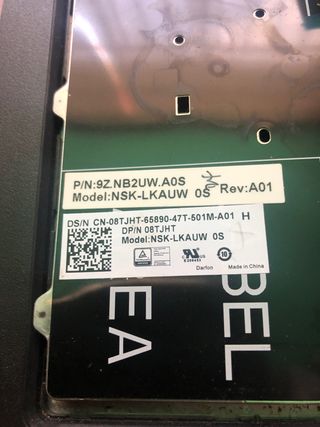 P/N:9Z.NB2UW.A0S
Model:NSK-LKAUW 0S Rev:A01
DS/N CN-08TJHT-65890-47T-501M-A01 H
DP/N 08TJHT
Model:NSK-LKAUW 0S
Darfon Made in China
BEL
EA